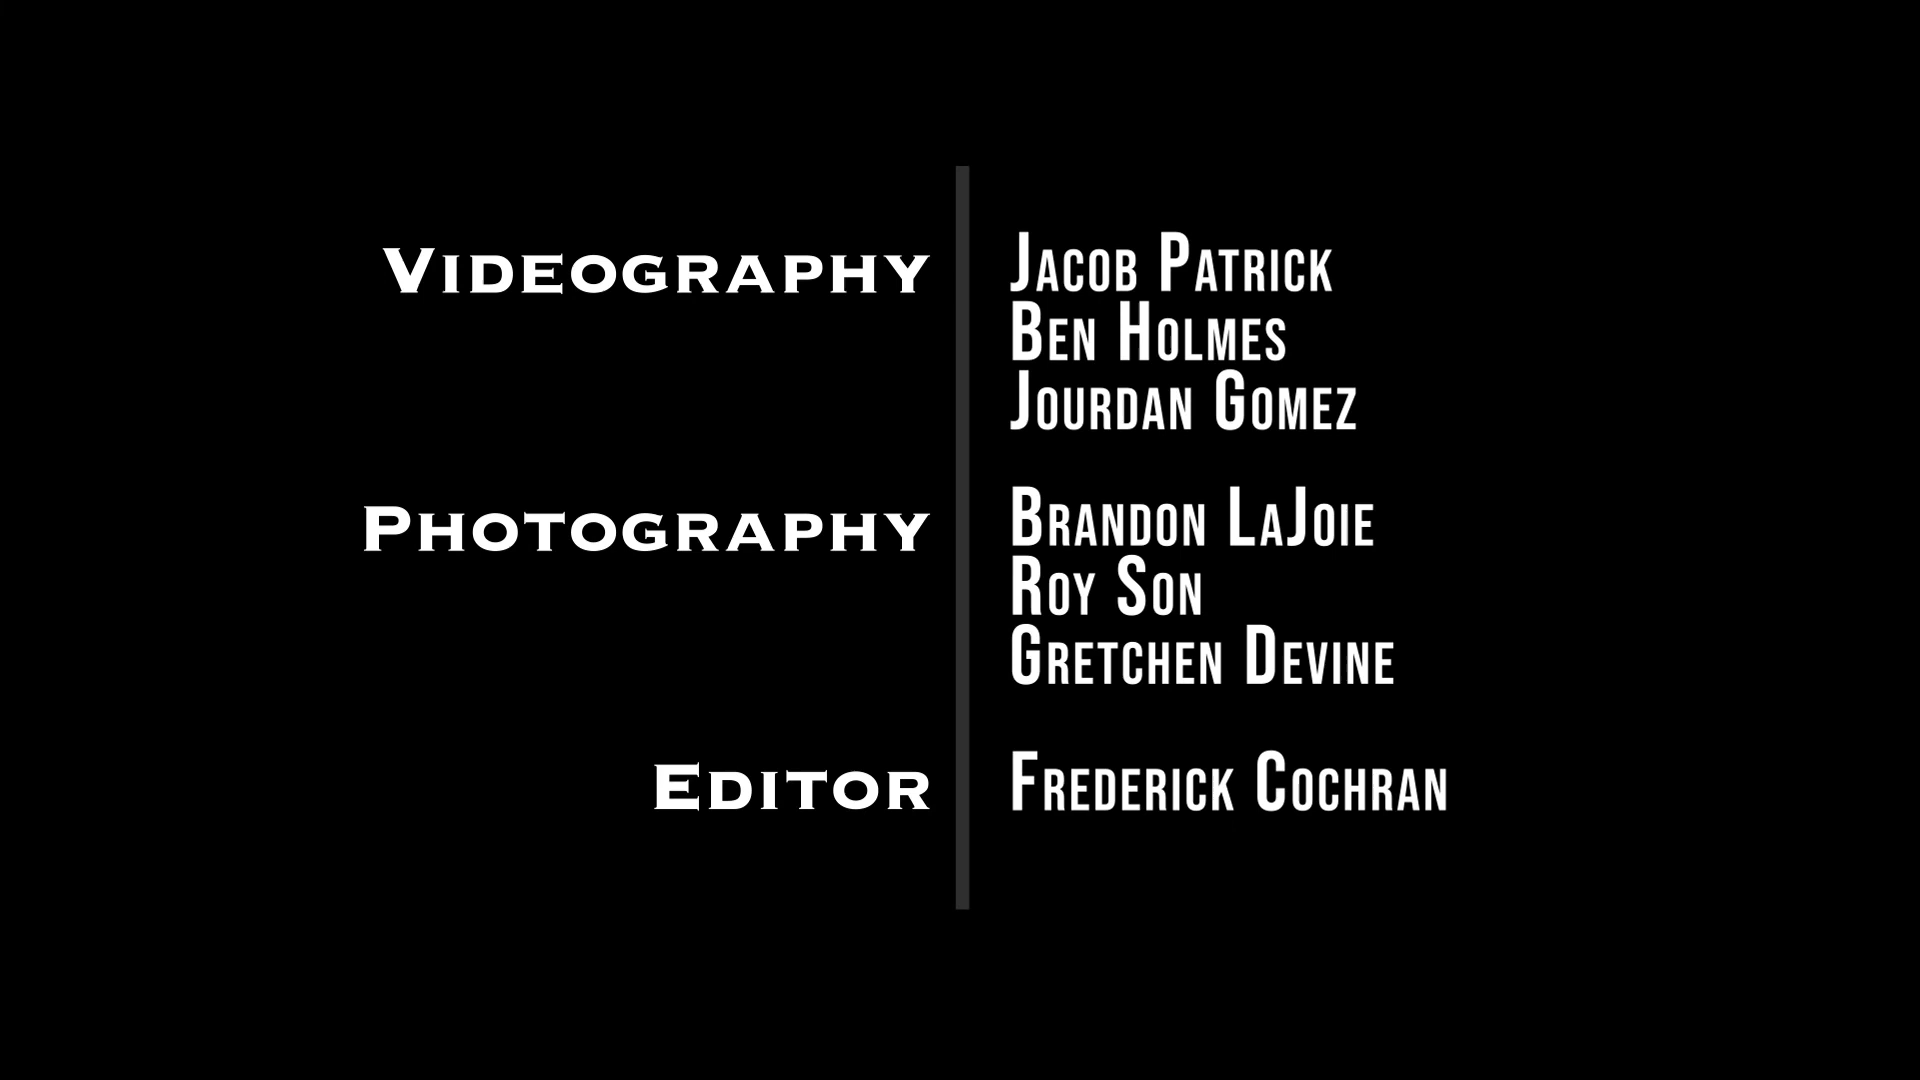 Videography
Jacob Patrick
Ben Holmes
Jourdan Gomez
Photography
Brandon LaJoie
Roy Son
Gretchen Devine
Editor
Frederick Cochran